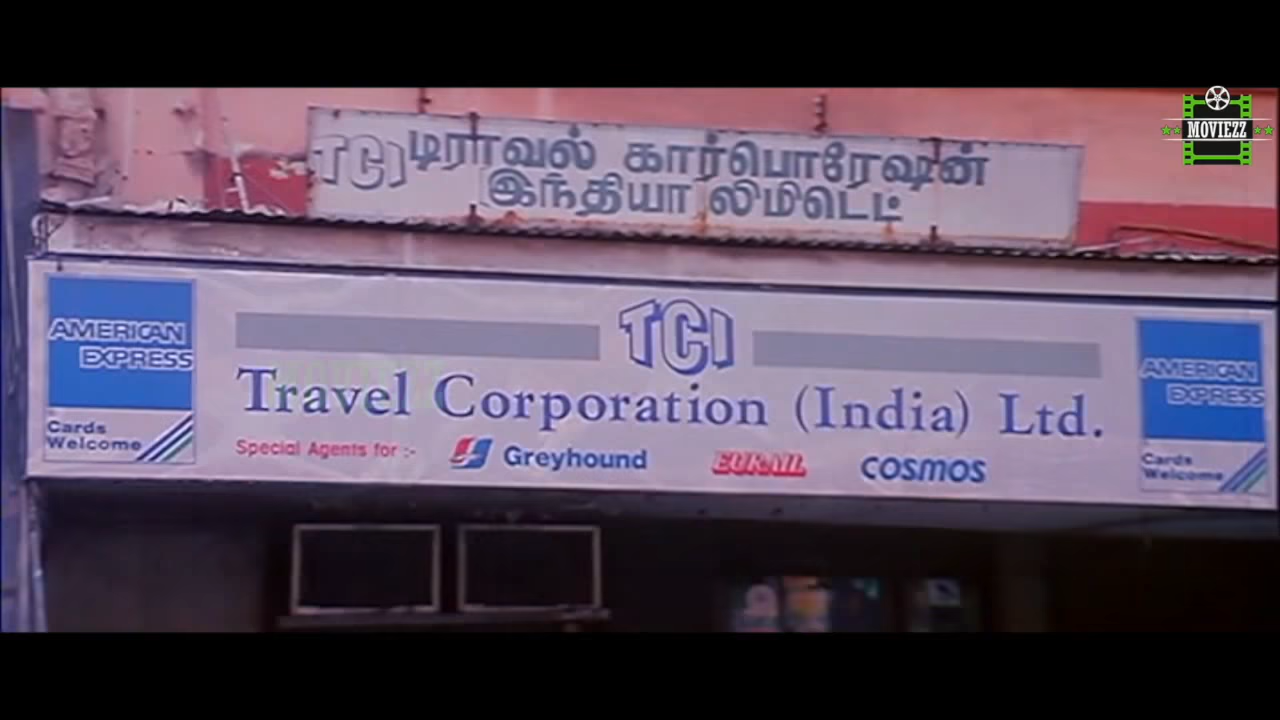 MOVIEZZ
TCI டிராவல் கார்பொரேஷன்
இந்தியா லிமிடெட்
AMERICAN
EXPRESS
Cards
Welcome
TCI
Travel Corporation (India) Ltd.
Special Agents for :- Greyhound EURAIL COSMOS
AMERICAN
EXPRESS
Cards
Welcome